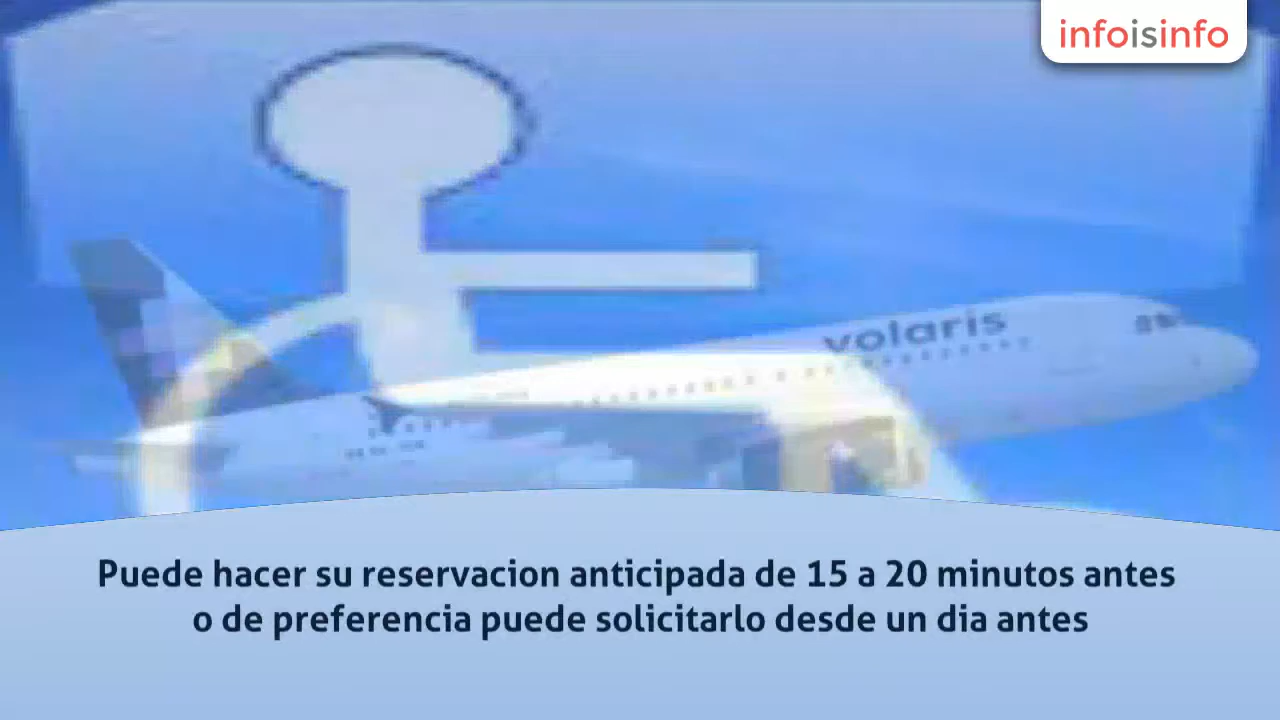 infoisinfo
volaris
Puede hacer su reservacion anticipada de 15 a 20 minutos antes
o de preferencia puede solicitarlo desde un dia antes